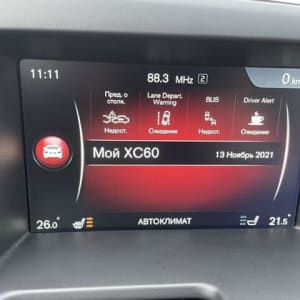 11:11 88.3 MHz 2 0 км
Пред. о столк. Lane Depart. Warning BLIS Driver Alert
Недост. Ожидание Недост. Ожидание
Мой XC60 13 Ноябрь 2021
26.0° АВТОКЛИМАТ 21.5°